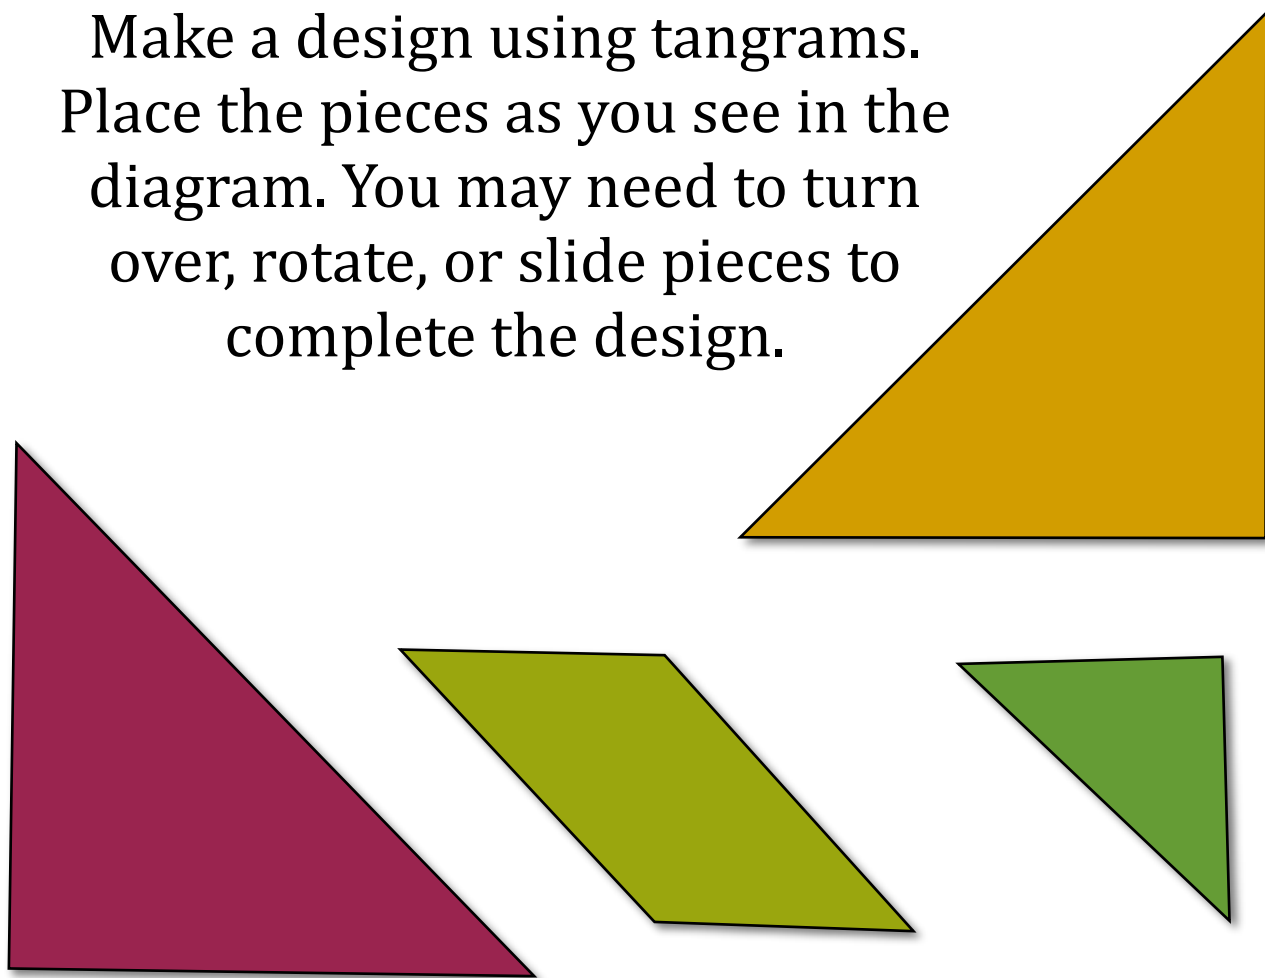 Make a design using tangrams.
Place the pieces as you see in the
diagram. You may need to turn
over, rotate, or slide pieces to
complete the design.